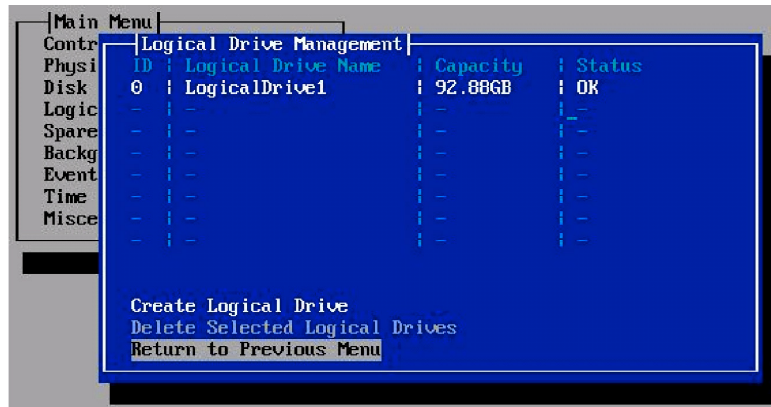 Main Menu
Logical Drive Management
Contr
Physi
Disk
Logic
Spare
Backg
Event
Time
Misce
ID ¦ Logical Drive Name ¦ Capacity ¦ Status
0 ¦ LogicalDrive1 ¦ 92.88GB ¦ OK
- ¦ - ¦ - ¦ -
- ¦ - ¦ - ¦ -
- ¦ - ¦ - ¦ -
- ¦ - ¦ - ¦ -
- ¦ - ¦ - ¦ -
- ¦ - ¦ - ¦ -
- ¦ - ¦ - ¦ -
Create Logical Drive
Delete Selected Logical Drives
Return to Previous Menu